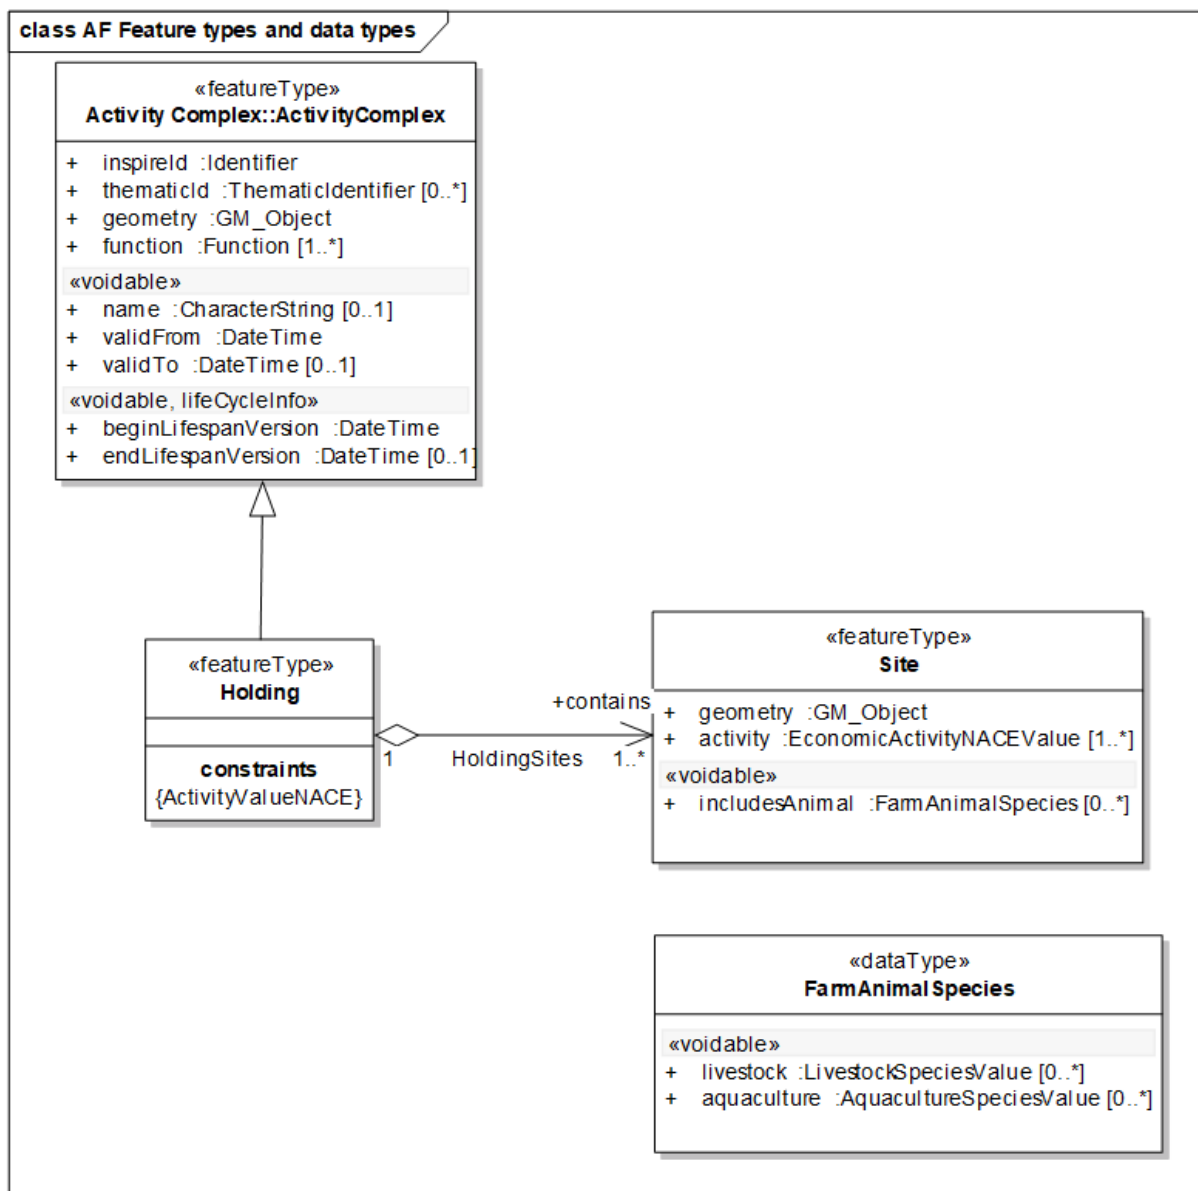 class AF Feature types and data types
«featureType»
Activity Complex::ActivityComplex
+ inspireId :Identifier
+ thematicId :ThematicIdentifier [0..*]
+ geometry :GM_Object
+ function :Function [1..*]
«voidable»
+ name :CharacterString [0..1]
+ validFrom :DateTime
+ validTo :DateTime [0..1]
«voidable, lifeCycleInfo»
+ beginLifespanVersion :DateTime
+ endLifespanVersion :DateTime [0..1]
«featureType»
Holding
constraints
{ActivityValueNACE}
+contains
1
HoldingSites
1..*
«featureType»
Site
+ geometry :GM_Object
+ activity :EconomicActivityNACEValue [1..*]
«voidable»
+ includesAnimal :FarmAnimalSpecies [0..*]
«dataType»
FarmAnimalSpecies
«voidable»
+ livestock :LivestockSpeciesValue [0..*]
+ aquaculture :AquacultureSpeciesValue [0..*]